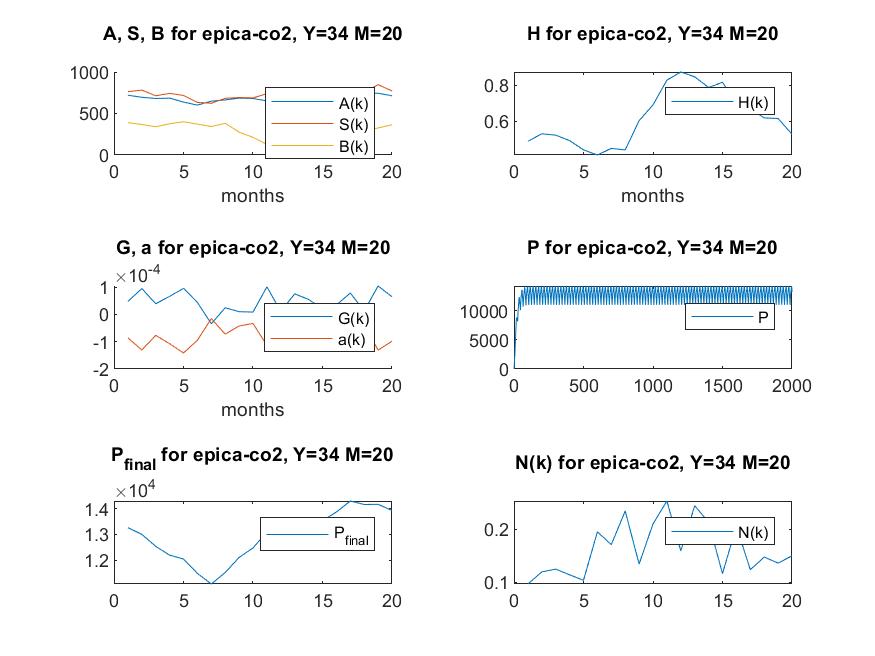 A, S, B for epica-co2, Y=34 M=20
1000
500
0
A(k)
S(k)
B(k)
0 5 10 15 20
months
H for epica-co2, Y=34 M=20
0.8
0.6
H(k)
0 5 10 15 20
months
G, a for epica-co2, Y=34 M=20
×10^-4
1
0
-1
-2
G(k)
a(k)
0 5 10 15 20
months
P for epica-co2, Y=34 M=20
10000
5000
0
P
0 500 1000 1500 2000
P_final for epica-co2, Y=34 M=20
×10^4
1.4
1.3
1.2
P_final
0 5 10 15 20
N(k) for epica-co2, Y=34 M=20
0.2
0.1
N(k)
0 5 10 15 20